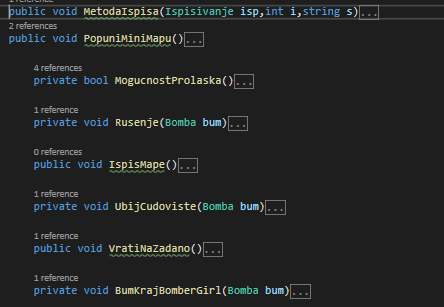 1 reference
public void MetodaIspisa(Ispisivanje isp,int i,string s)...
2 references
public void PopuniMiniMapu()...
4 references
private bool MogucnostProlaska()...
1 reference
private void Rusenje(Bomba bum)...
0 references
public void IspisMape()...
1 reference
private void UbijCudoviste(Bomba bum)...
1 reference
public void VratiNaZadano()...
1 reference
private void BumKrajBomberGirl(Bomba bum)...